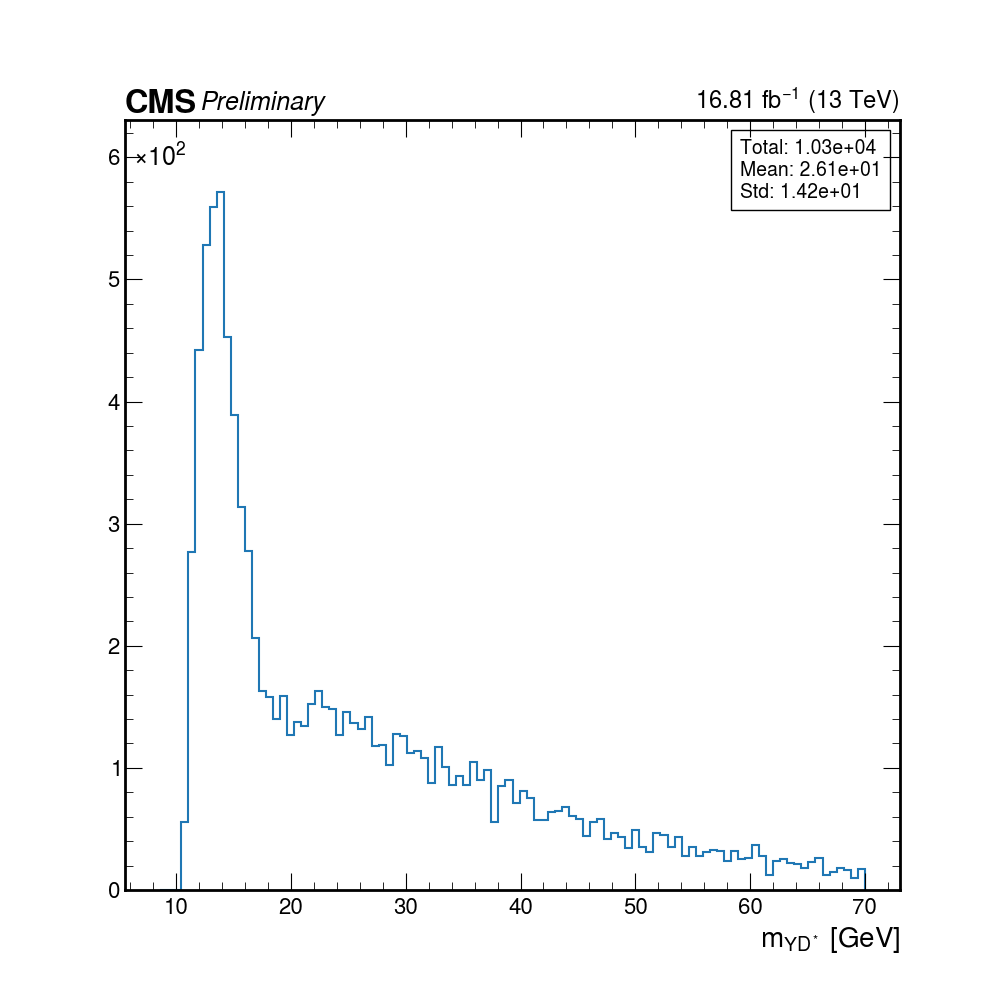 CMS Preliminary 16.81 fb⁻¹ (13 TeV)
×10²
Total: 1.03e+04
Mean: 2.61e+01
Std: 1.42e+01
6
5
4
3
2
1
0
10 20 30 40 50 60 70
m_YD* [GeV]